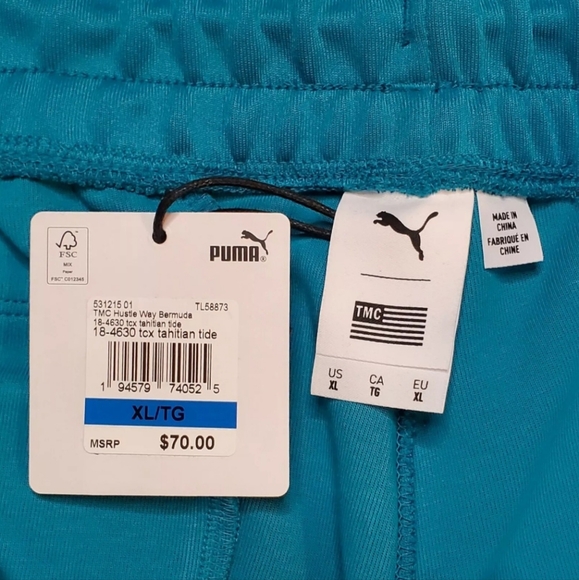 FSC
MIX
Paper
FSC® C012345
PUMA®
531215 01 TL58873
TMC Hustle Way Bermuda
18-4630 tcx tahitian tide
18-4630 tcx tahitian tide
1 94579 74052 5
XL/TG
MSRP $70.00
TMC
US CA EU
XL TG XL
MADE IN
CHINA
FABRIQUÉ EN
CHINE